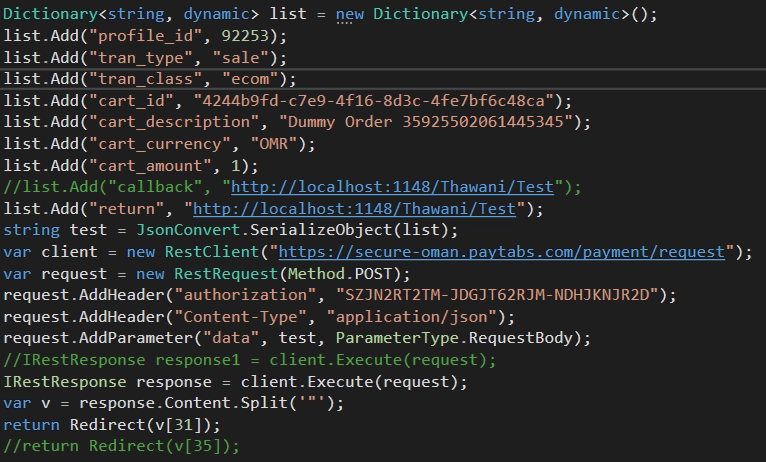 Dictionary<string, dynamic> list = new Dictionary<string, dynamic>();
list.Add("profile_id", 92253);
list.Add("tran_type", "sale");
list.Add("tran_class", "ecom");
list.Add("cart_id", "4244b9fd-c7e9-4f16-8d3c-4fe7bf6c48ca");
list.Add("cart_description", "Dummy Order 35925502061445345");
list.Add("cart_currency", "OMR");
list.Add("cart_amount", 1);
//list.Add("callback", "http://localhost:1148/Thawani/Test");
list.Add("return", "http://localhost:1148/Thawani/Test");
string test = JsonConvert.SerializeObject(list);
var client = new RestClient("https://secure-oman.paytabs.com/payment/request");
var request = new RestRequest(Method.POST);
request.AddHeader("authorization", "SZJN2RT2TM-JDGJT62RJM-NDHJKNJR2D");
request.AddHeader("Content-Type", "application/json");
request.AddParameter("data", test, ParameterType.RequestBody);
//IRestResponse response1 = client.Execute(request);
IRestResponse response = client.Execute(request);
var v = response.Content.Split('"');
return Redirect(v[31]);
//return Redirect(v[35]);